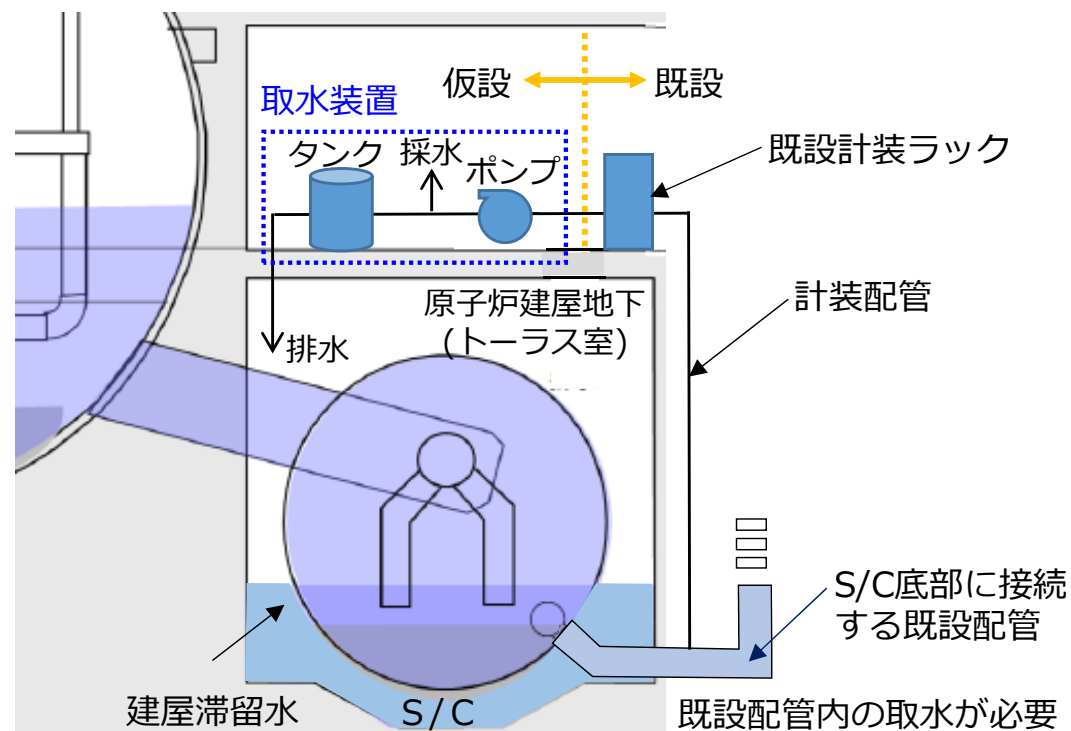 仮設
既設
取水装置
タンク
採水
ポンプ
既設計装ラック
原子炉建屋地下
(トーラス室)
計装配管
排水
S/C底部に接続
する既設配管
建屋滞留水
S/C
既設配管内の取水が必要